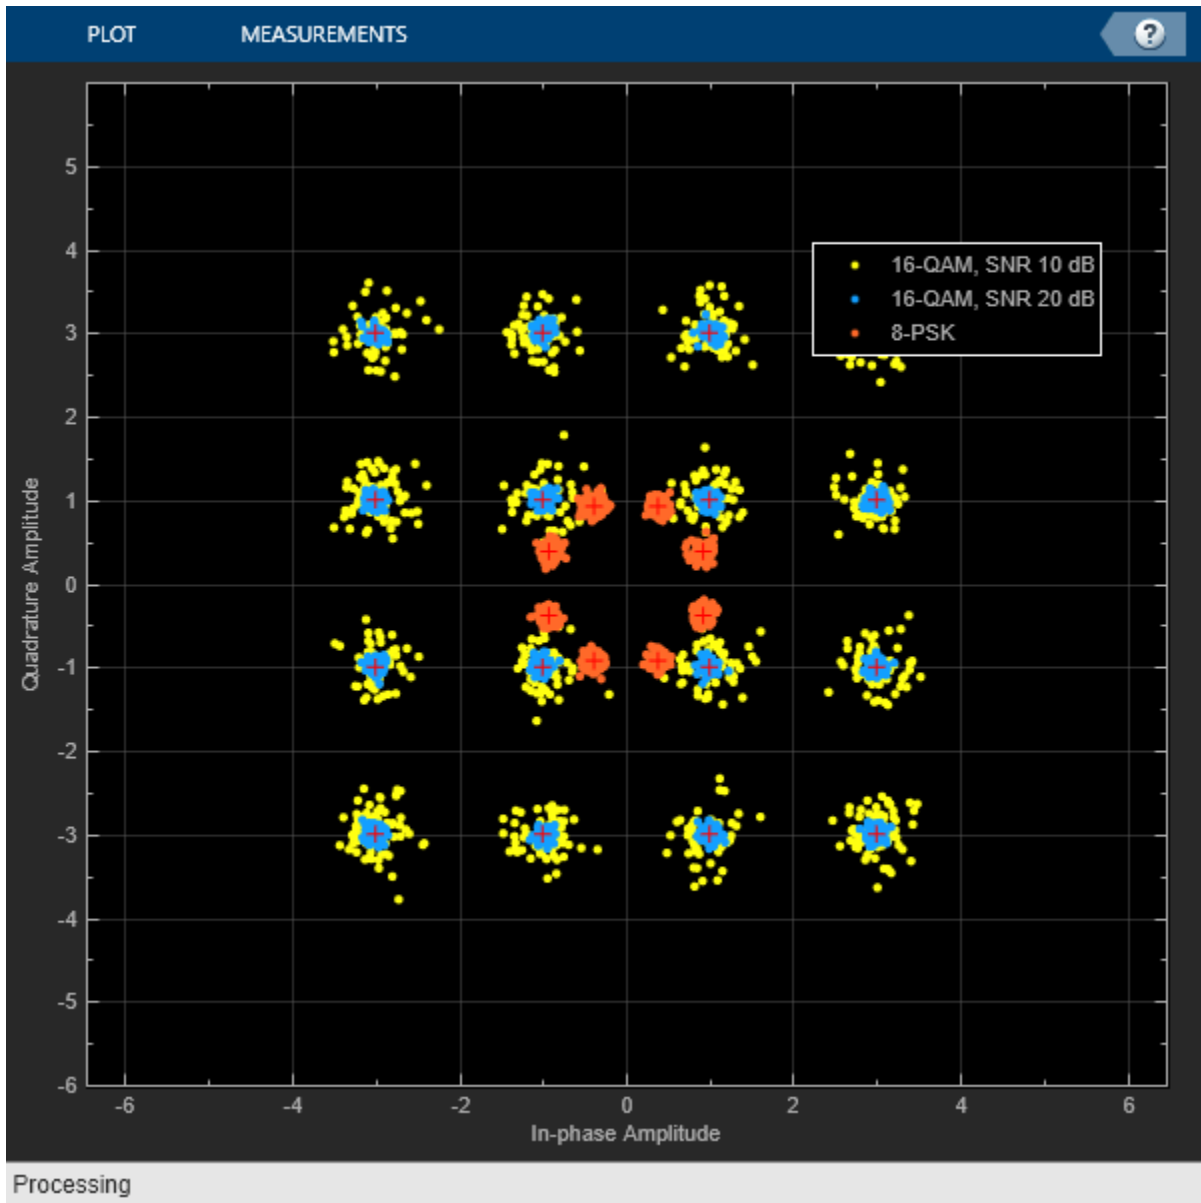 PLOT MEASUREMENTS ?
5
4
16-QAM, SNR 10 dB
16-QAM, SNR 20 dB
8-PSK
3
2
1
0
-1
-2
-3
-4
-5
-6
Quadrature Amplitude
-6 -4 -2 0 2 4 6
In-phase Amplitude
Processing